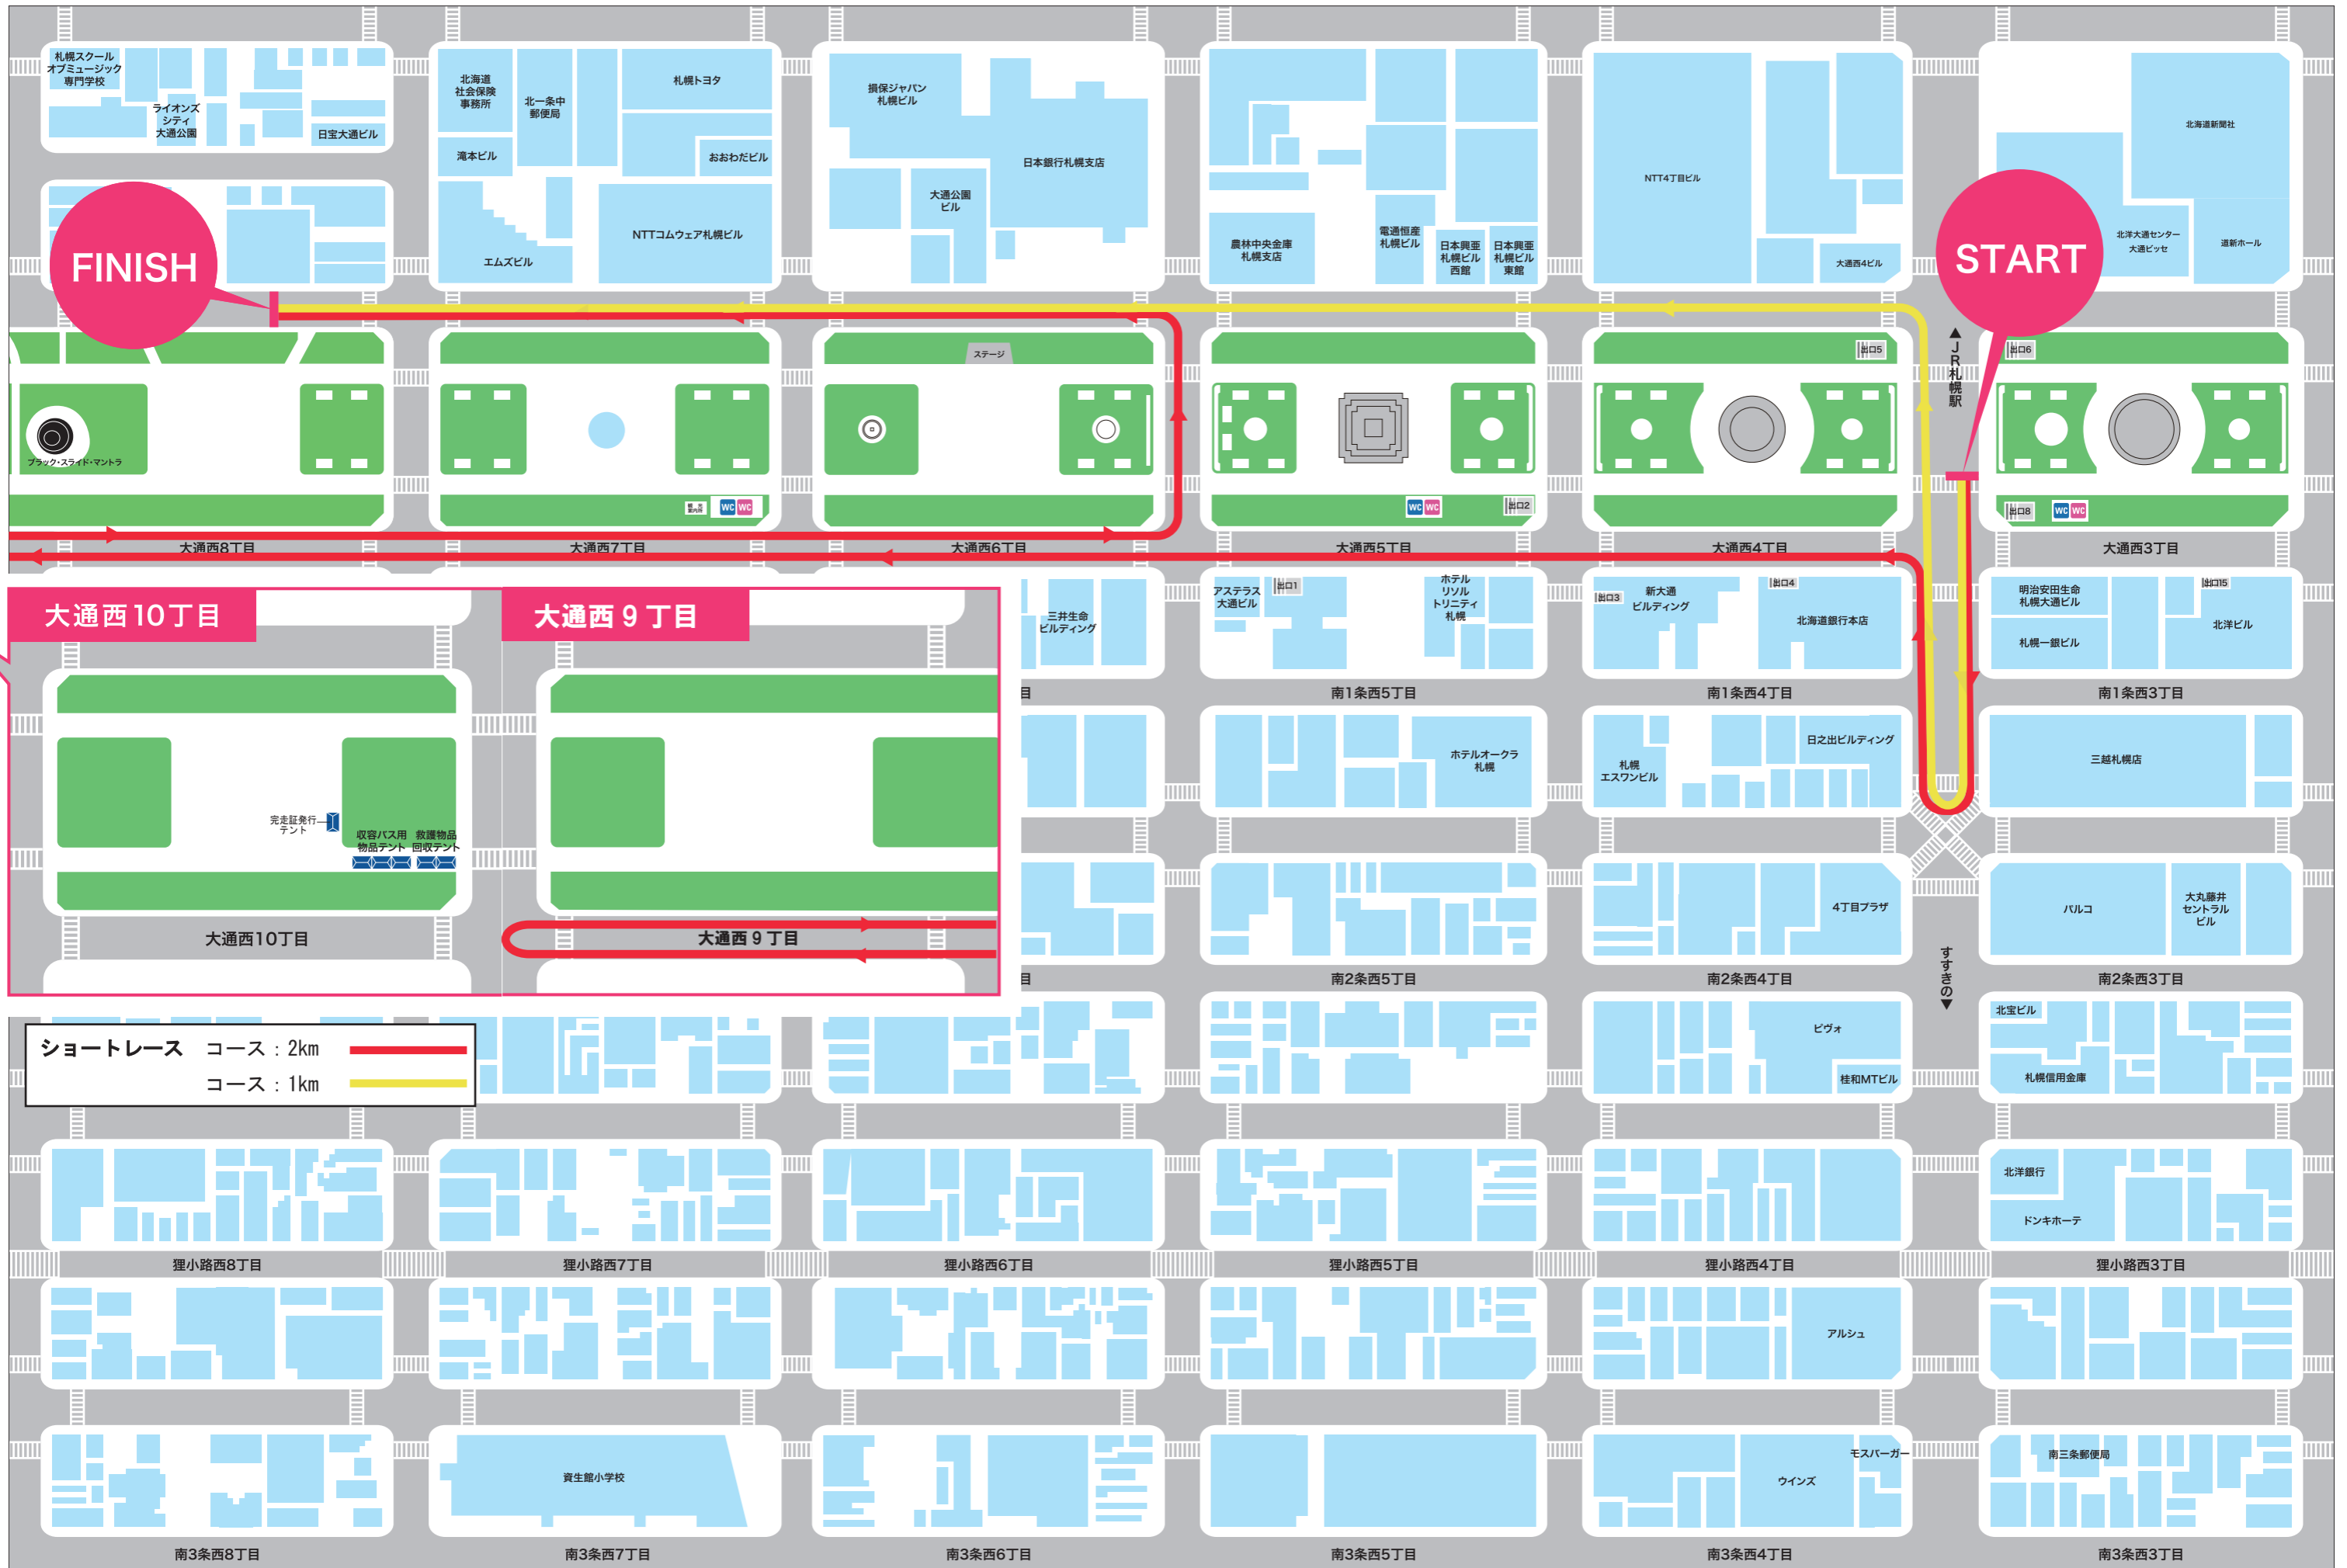 札幌スクール
オブミュージック
専門学校
ライオンズ
シティ
大通公園
日宝大通ビル
北海道
社会保険
事務所
北一条中
郵便局
札幌トヨタ
滝本ビル
おおわだビル
エムズビル
NTTコムウェア札幌ビル
損保ジャパン
札幌ビル
日本銀行札幌支店
大通公園
ビル
農林中央金庫
札幌支店
電通恒産
札幌ビル
日本興亜
札幌ビル
西館
日本興亜
札幌ビル
東館
NTT4丁目ビル
大通西4ビル
北海道新聞社
北洋大通センター
大通ビッセ
道新ホール
FINISH
START
▲JR札幌駅
ステージ
出口5
出口6
ブラック・スライド・マントラ
観光
案内所
WC WC
WC WC
出口2
出口8
WC WC
大通西8丁目
大通西7丁目
大通西6丁目
大通西5丁目
大通西4丁目
大通西3丁目
大通西10丁目
大通西9丁目
三井生命
ビルディング
アステラス
大通ビル
出口1
ホテル
リソル
トリニティ
札幌
出口3
新大通
ビルディング
出口4
北海道銀行本店
明治安田生命
札幌大通ビル
札幌一銀ビル
出口15
北洋ビル
目
南1条西5丁目
南1条西4丁目
南1条西3丁目
ホテルオークラ
札幌
札幌
エスワンビル
日之出ビルディング
三越札幌店
完走証発行
テント
収容バス用
物品テント
救護物品
回収テント
大通西10丁目
大通西9丁目
4丁目プラザ
パルコ
大丸藤井
セントラル
ビル
目
南2条西5丁目
南2条西4丁目
南2条西3丁目
すすきの▼
ショートレース コース：2km
コース：1km
ピヴォ
桂和MTビル
北宝ビル
札幌信用金庫
北洋銀行
ドンキホーテ
狸小路西8丁目
狸小路西7丁目
狸小路西6丁目
狸小路西5丁目
狸小路西4丁目
狸小路西3丁目
アルシュ
資生館小学校
ウインズ
モスバーガー
南三条郵便局
南3条西8丁目
南3条西7丁目
南3条西6丁目
南3条西5丁目
南3条西4丁目
南3条西3丁目